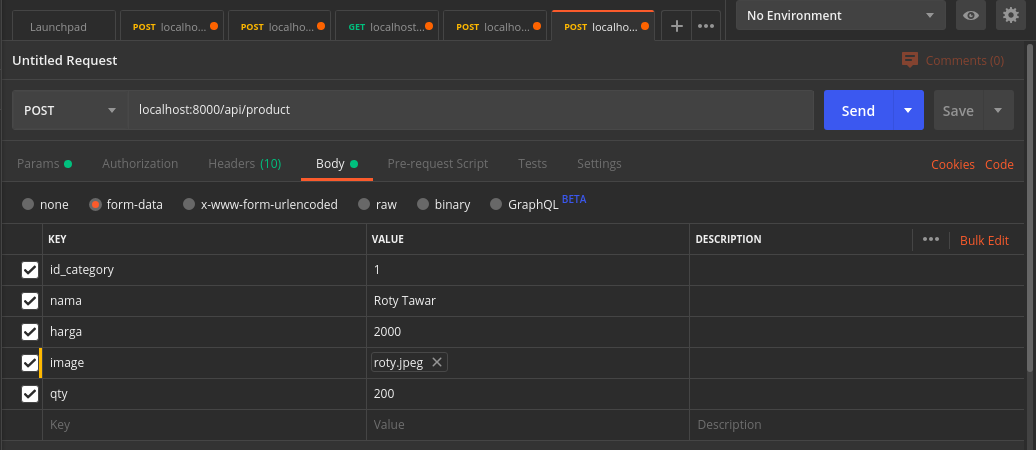 Launchpad POST localho... POST localho... GET localhost... POST localho... POST localho... + ••• No Environment
Untitled Request Comments (0)
POST localhost:8000/api/product Send Save
Params Authorization Headers (10) Body Pre-request Script Tests Settings Cookies Code
none form-data x-www-form-urlencoded raw binary GraphQL BETA
KEY VALUE DESCRIPTION ••• Bulk Edit
id_category 1
nama Roty Tawar
harga 2000
image roty.jpeg
qty 200
Key Value Description